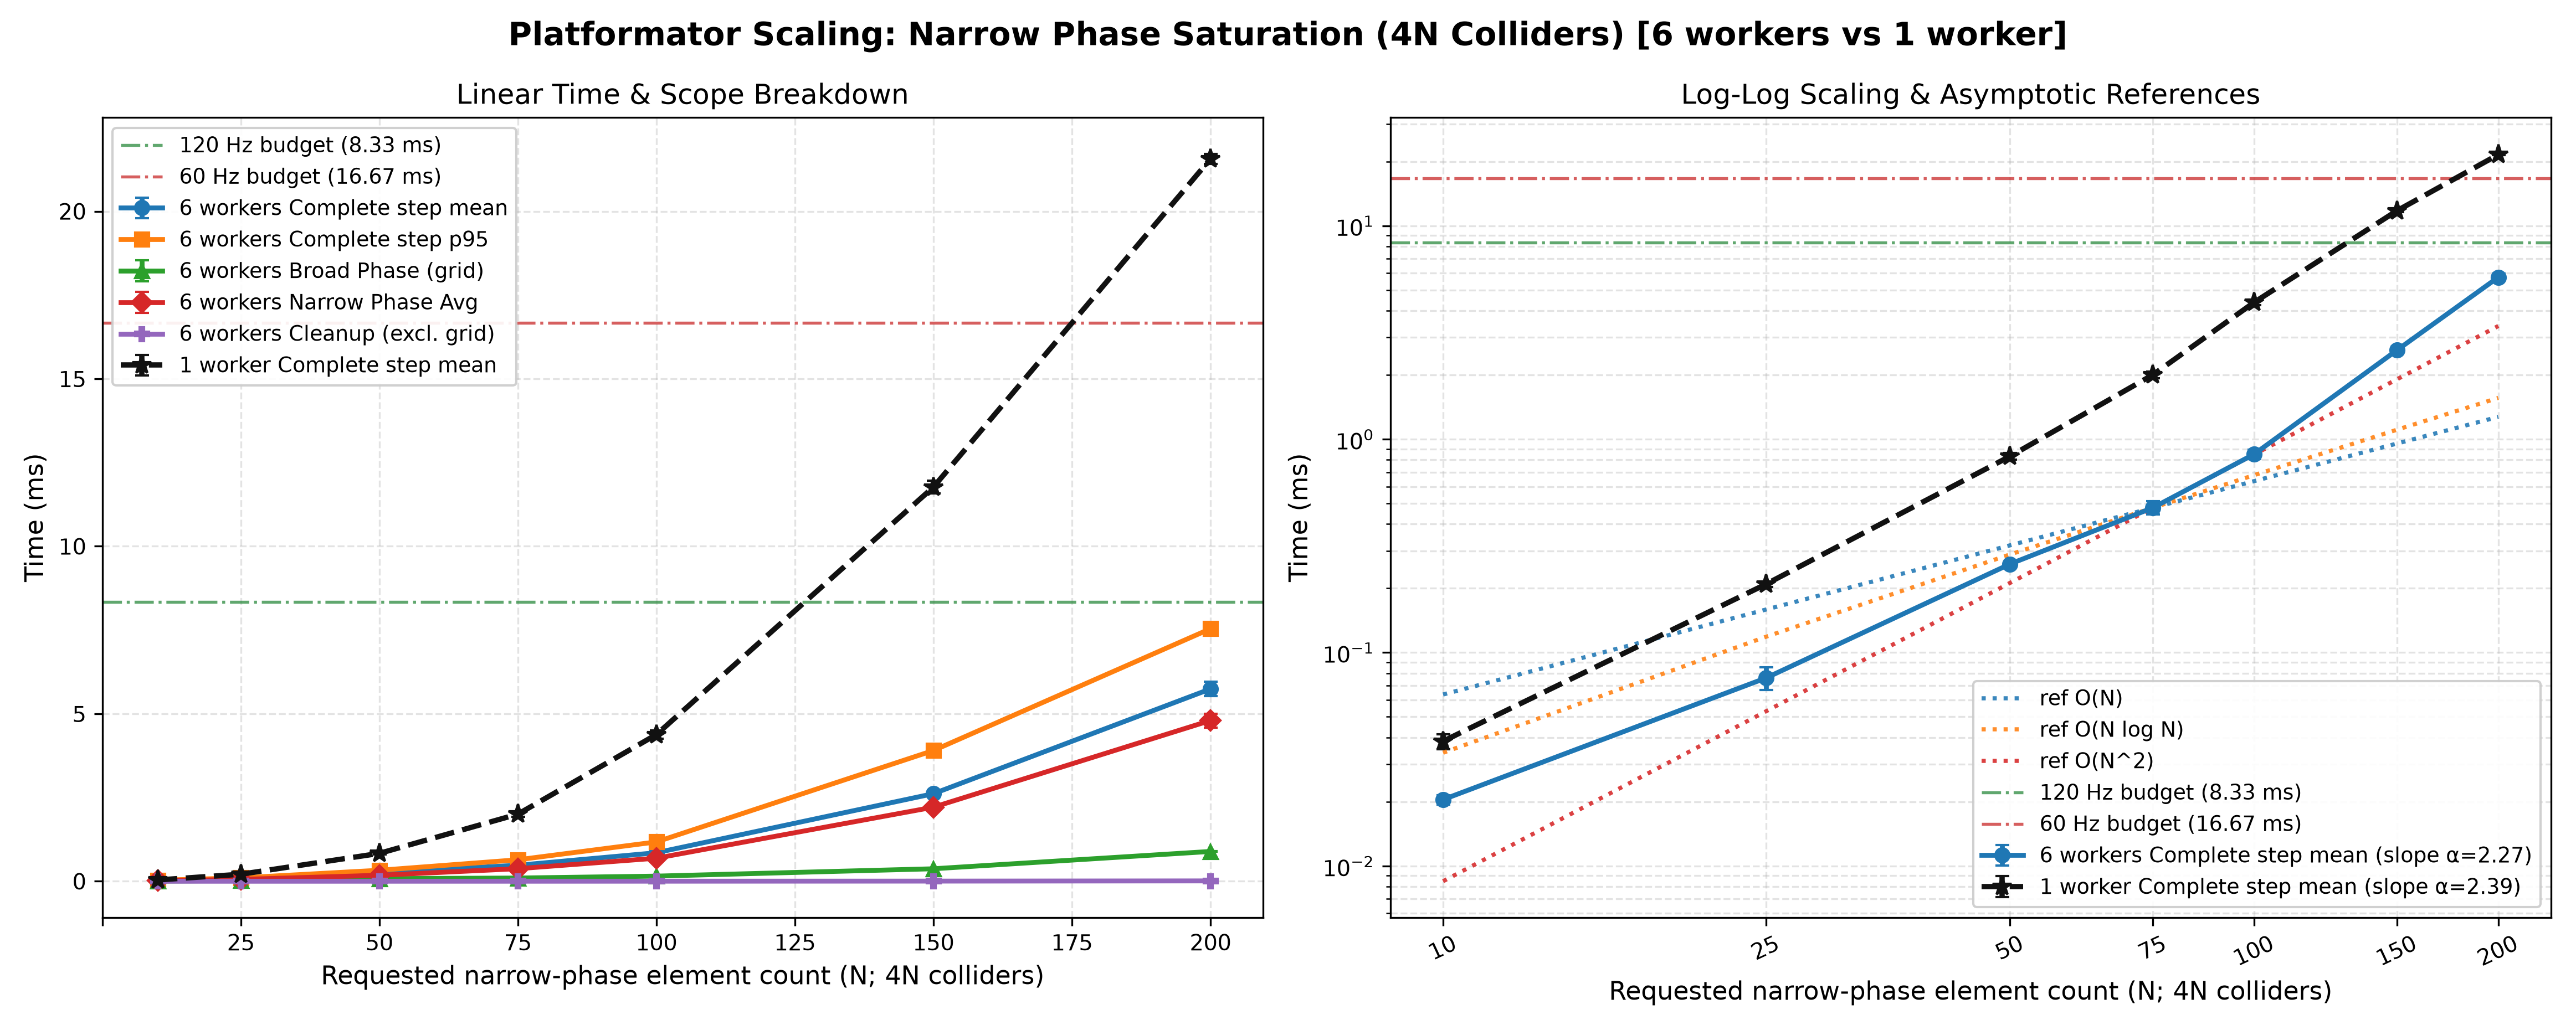 Platformator Scaling: Narrow Phase Saturation (4N Colliders) [6 workers vs 1 worker]
Linear Time & Scope Breakdown
120 Hz budget (8.33 ms)
60 Hz budget (16.67 ms)
6 workers Complete step mean
6 workers Complete step p95
6 workers Broad Phase (grid)
6 workers Narrow Phase Avg
6 workers Cleanup (excl. grid)
1 worker Complete step mean
Time (ms)
20
15
10
5
0
25 50 75 100 125 150 175 200
Requested narrow-phase element count (N; 4N colliders)
Log-Log Scaling & Asymptotic References
Time (ms)
10¹
10⁰
10⁻¹
10⁻²
ref O(N)
ref O(N log N)
ref O(N^2)
120 Hz budget (8.33 ms)
60 Hz budget (16.67 ms)
6 workers Complete step mean (slope α=2.27)
1 worker Complete step mean (slope α=2.39)
10 25 50 75 100 150 200
Requested narrow-phase element count (N; 4N colliders)